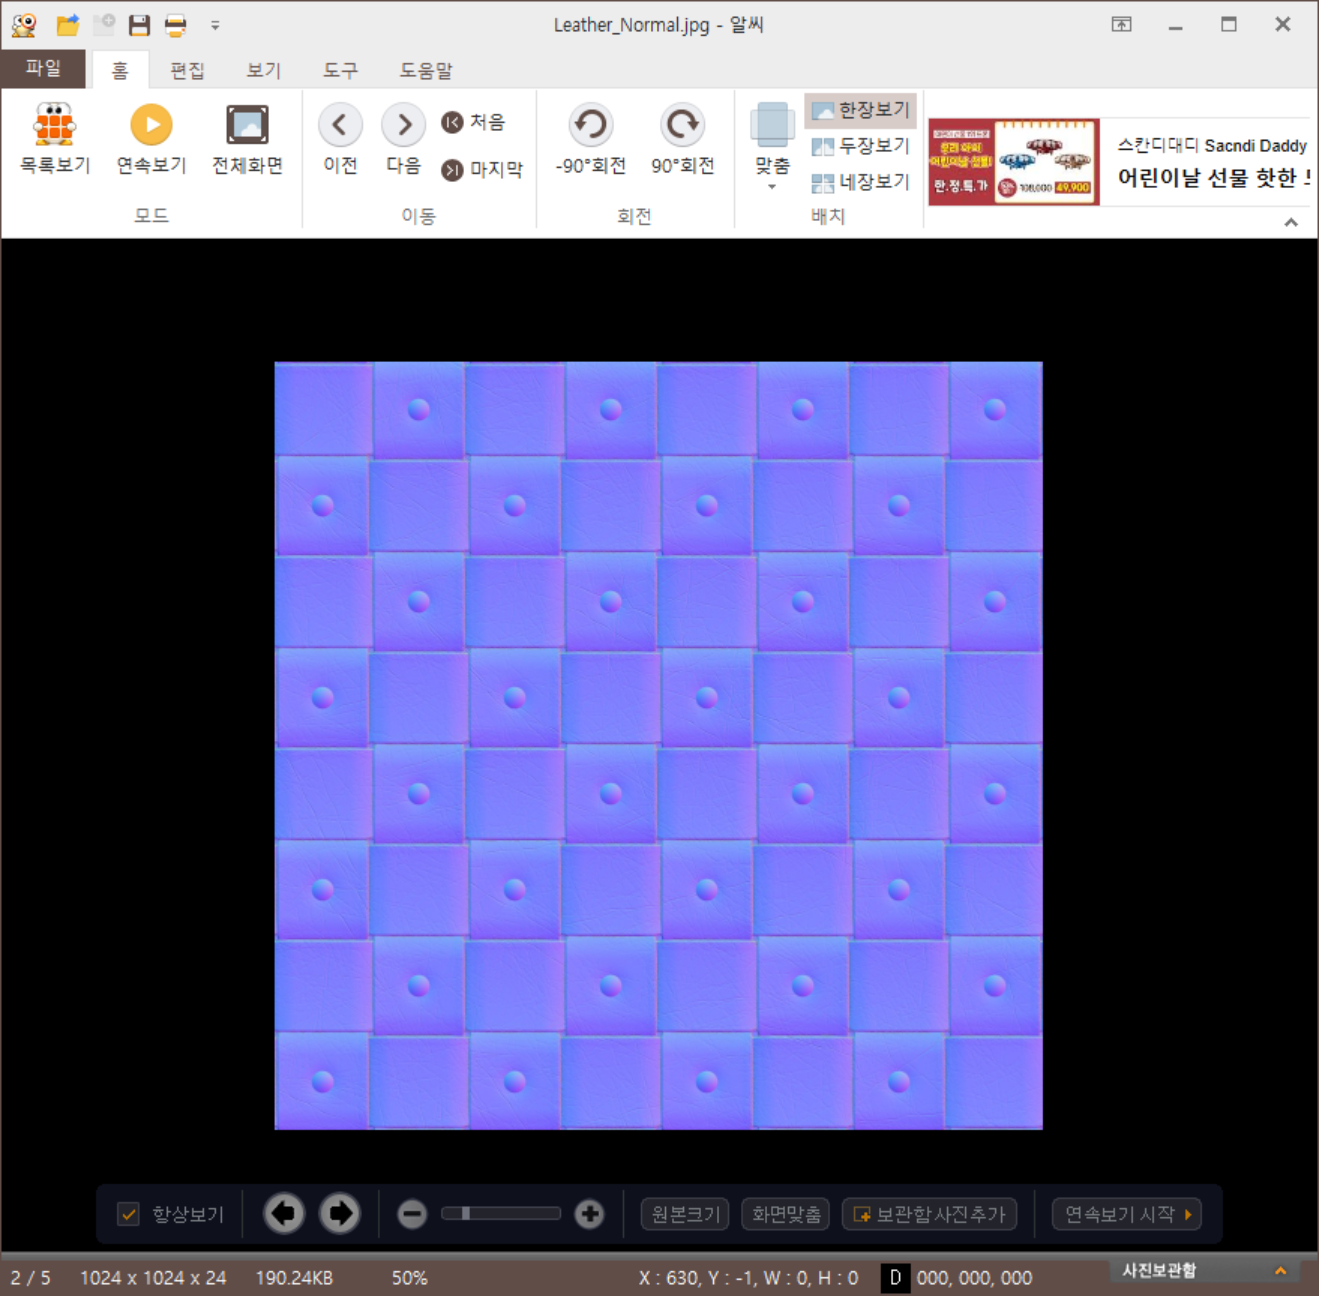 Leather_Normal.jpg - 알씨
파일 홈 편집 보기 도구 도움말
목록보기 연속보기 전체화면
모드
이전 다음 처음 마지막
이동
-90°회전 90°회전
회전
맞춤 한장보기
두장보기
네장보기
배치
한.정.특.가
108,000 49,900
스칸디대디 Sacndi Daddy
어린이날 선물 핫한
항상보기
원본크기 화면맞춤 보관함 사진추가 연속보기 시작
2 / 5 1024 x 1024 x 24 190.24KB 50% X : 630, Y : -1, W : 0, H : 0 D 000, 000, 000 사진보관함